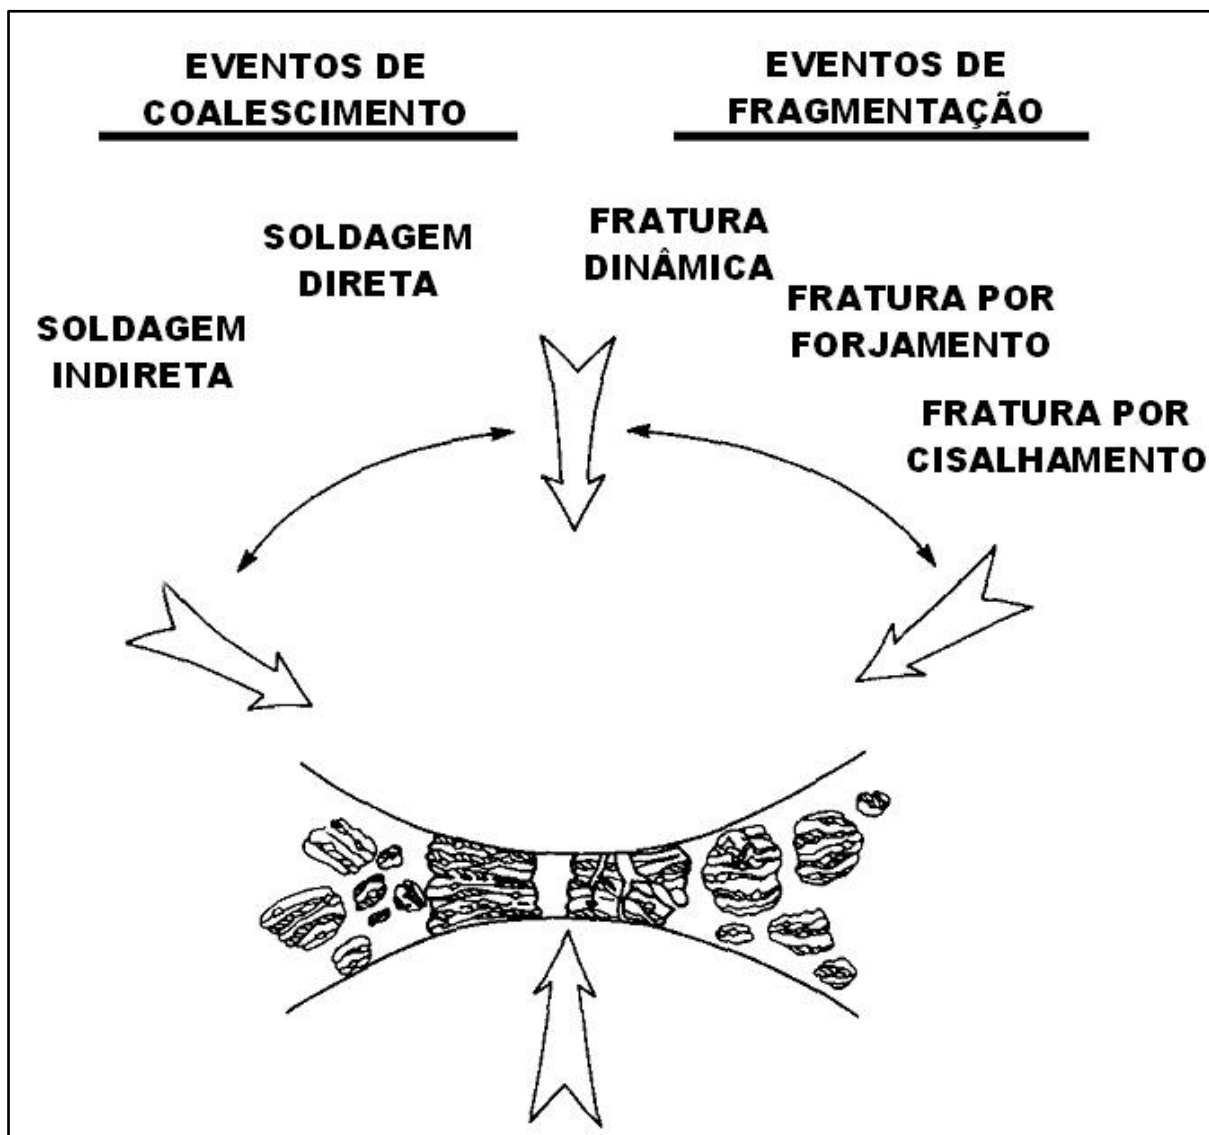 EVENTOS DE
COALESCIMENTO
EVENTOS DE
FRAGMENTAÇÃO
SOLDAGEM
INDIRETA
SOLDAGEM
DIRETA
FRATURA
DINÂMICA
FRATURA POR
FORJAMENTO
FRATURA POR
CISALHAMENTO